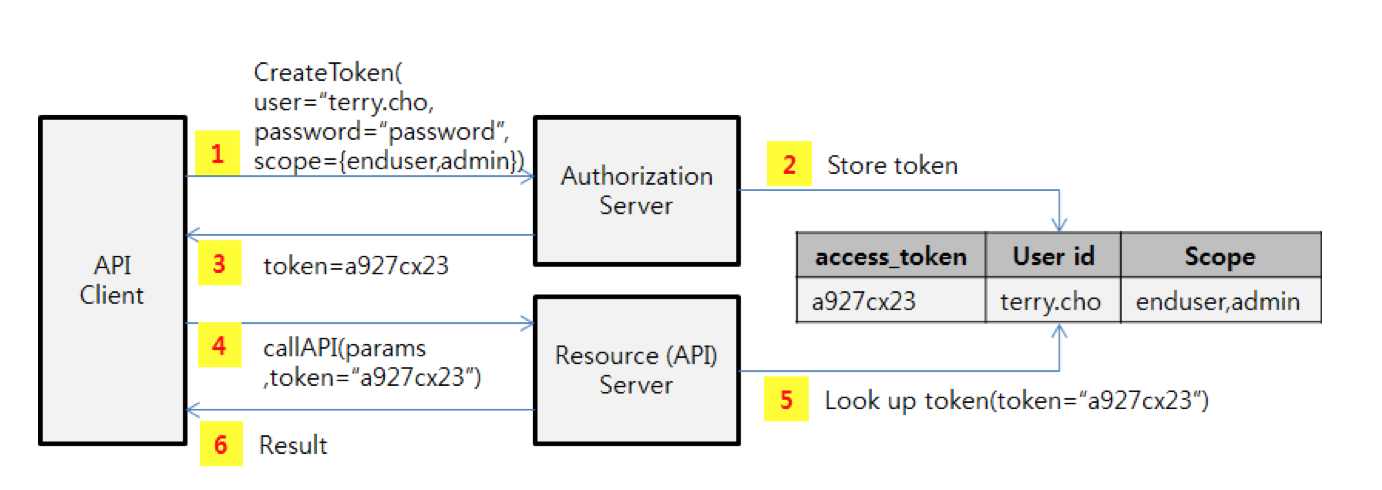 CreateToken(
user=“terry.cho,
password=“password”,
scope={enduser,admin})
1
API
Client
Authorization
Server
2
Store token
3
token=a927cx23
access_token User id Scope
a927cx23 terry.cho enduser,admin
4
callAPI(params
,token=“a927cx23”)
Resource (API)
Server
5
Look up token(token=“a927cx23”)
6
Result